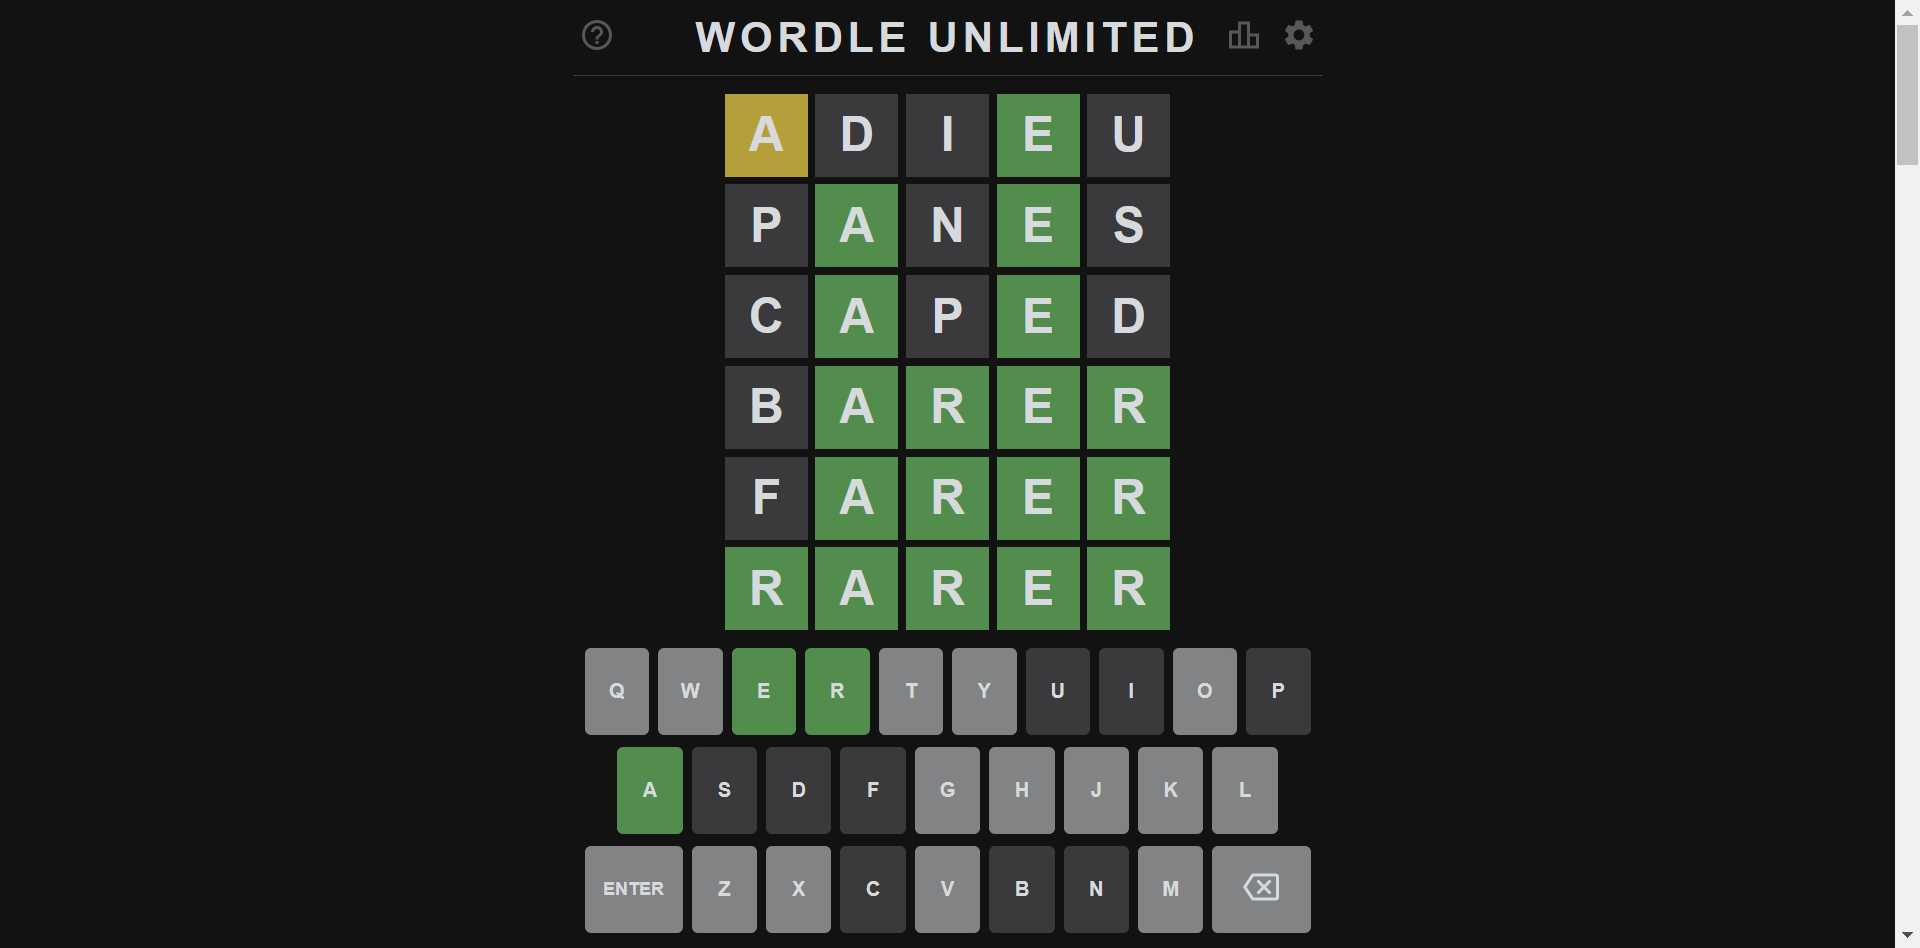 WORDLE UNLIMITED
A D I E U
P A N E S
C A P E D
B A R E R
F A R E R
R A R E R
Q W E R T Y U I O P
A S D F G H J K L
ENTER Z X C V B N M